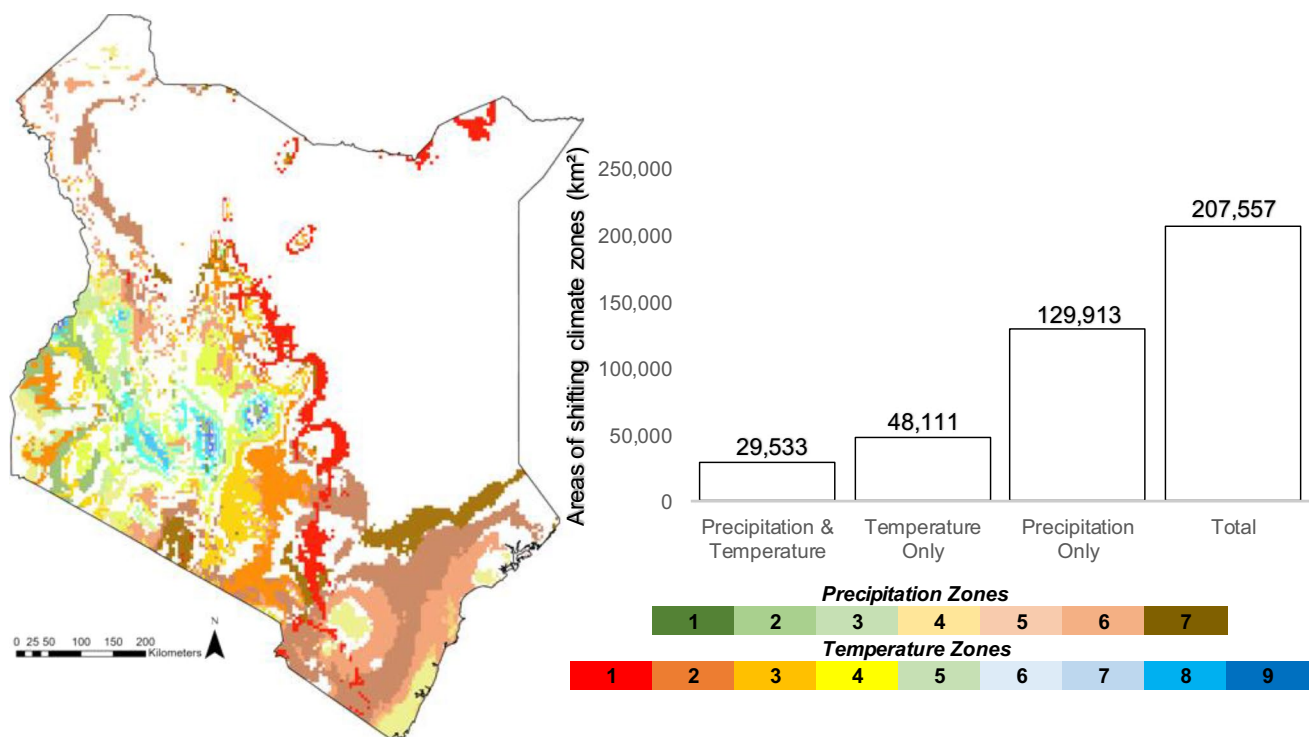 Areas of shifting climate zones (km²)
250,000
200,000
150,000
100,000
50,000
0
207,557
129,913
48,111
29,533
Precipitation & Temperature Precipitation Total
Temperature Only Only
Precipitation Zones
1 2 3 4 5 6 7
Temperature Zones
1 2 3 4 5 6 7 8 9
N
0 25 50 100 150 200
Kilometers